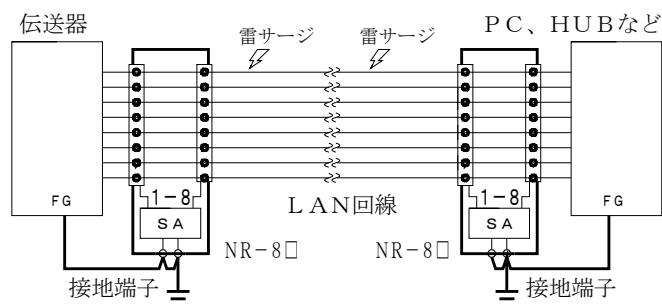 伝送器
雷サージ
雷サージ
PC、HUBなど
1-8
1-8
LAN回線
FG
SA
SA
FG
NR-8□
NR-8□
接地端子
接地端子